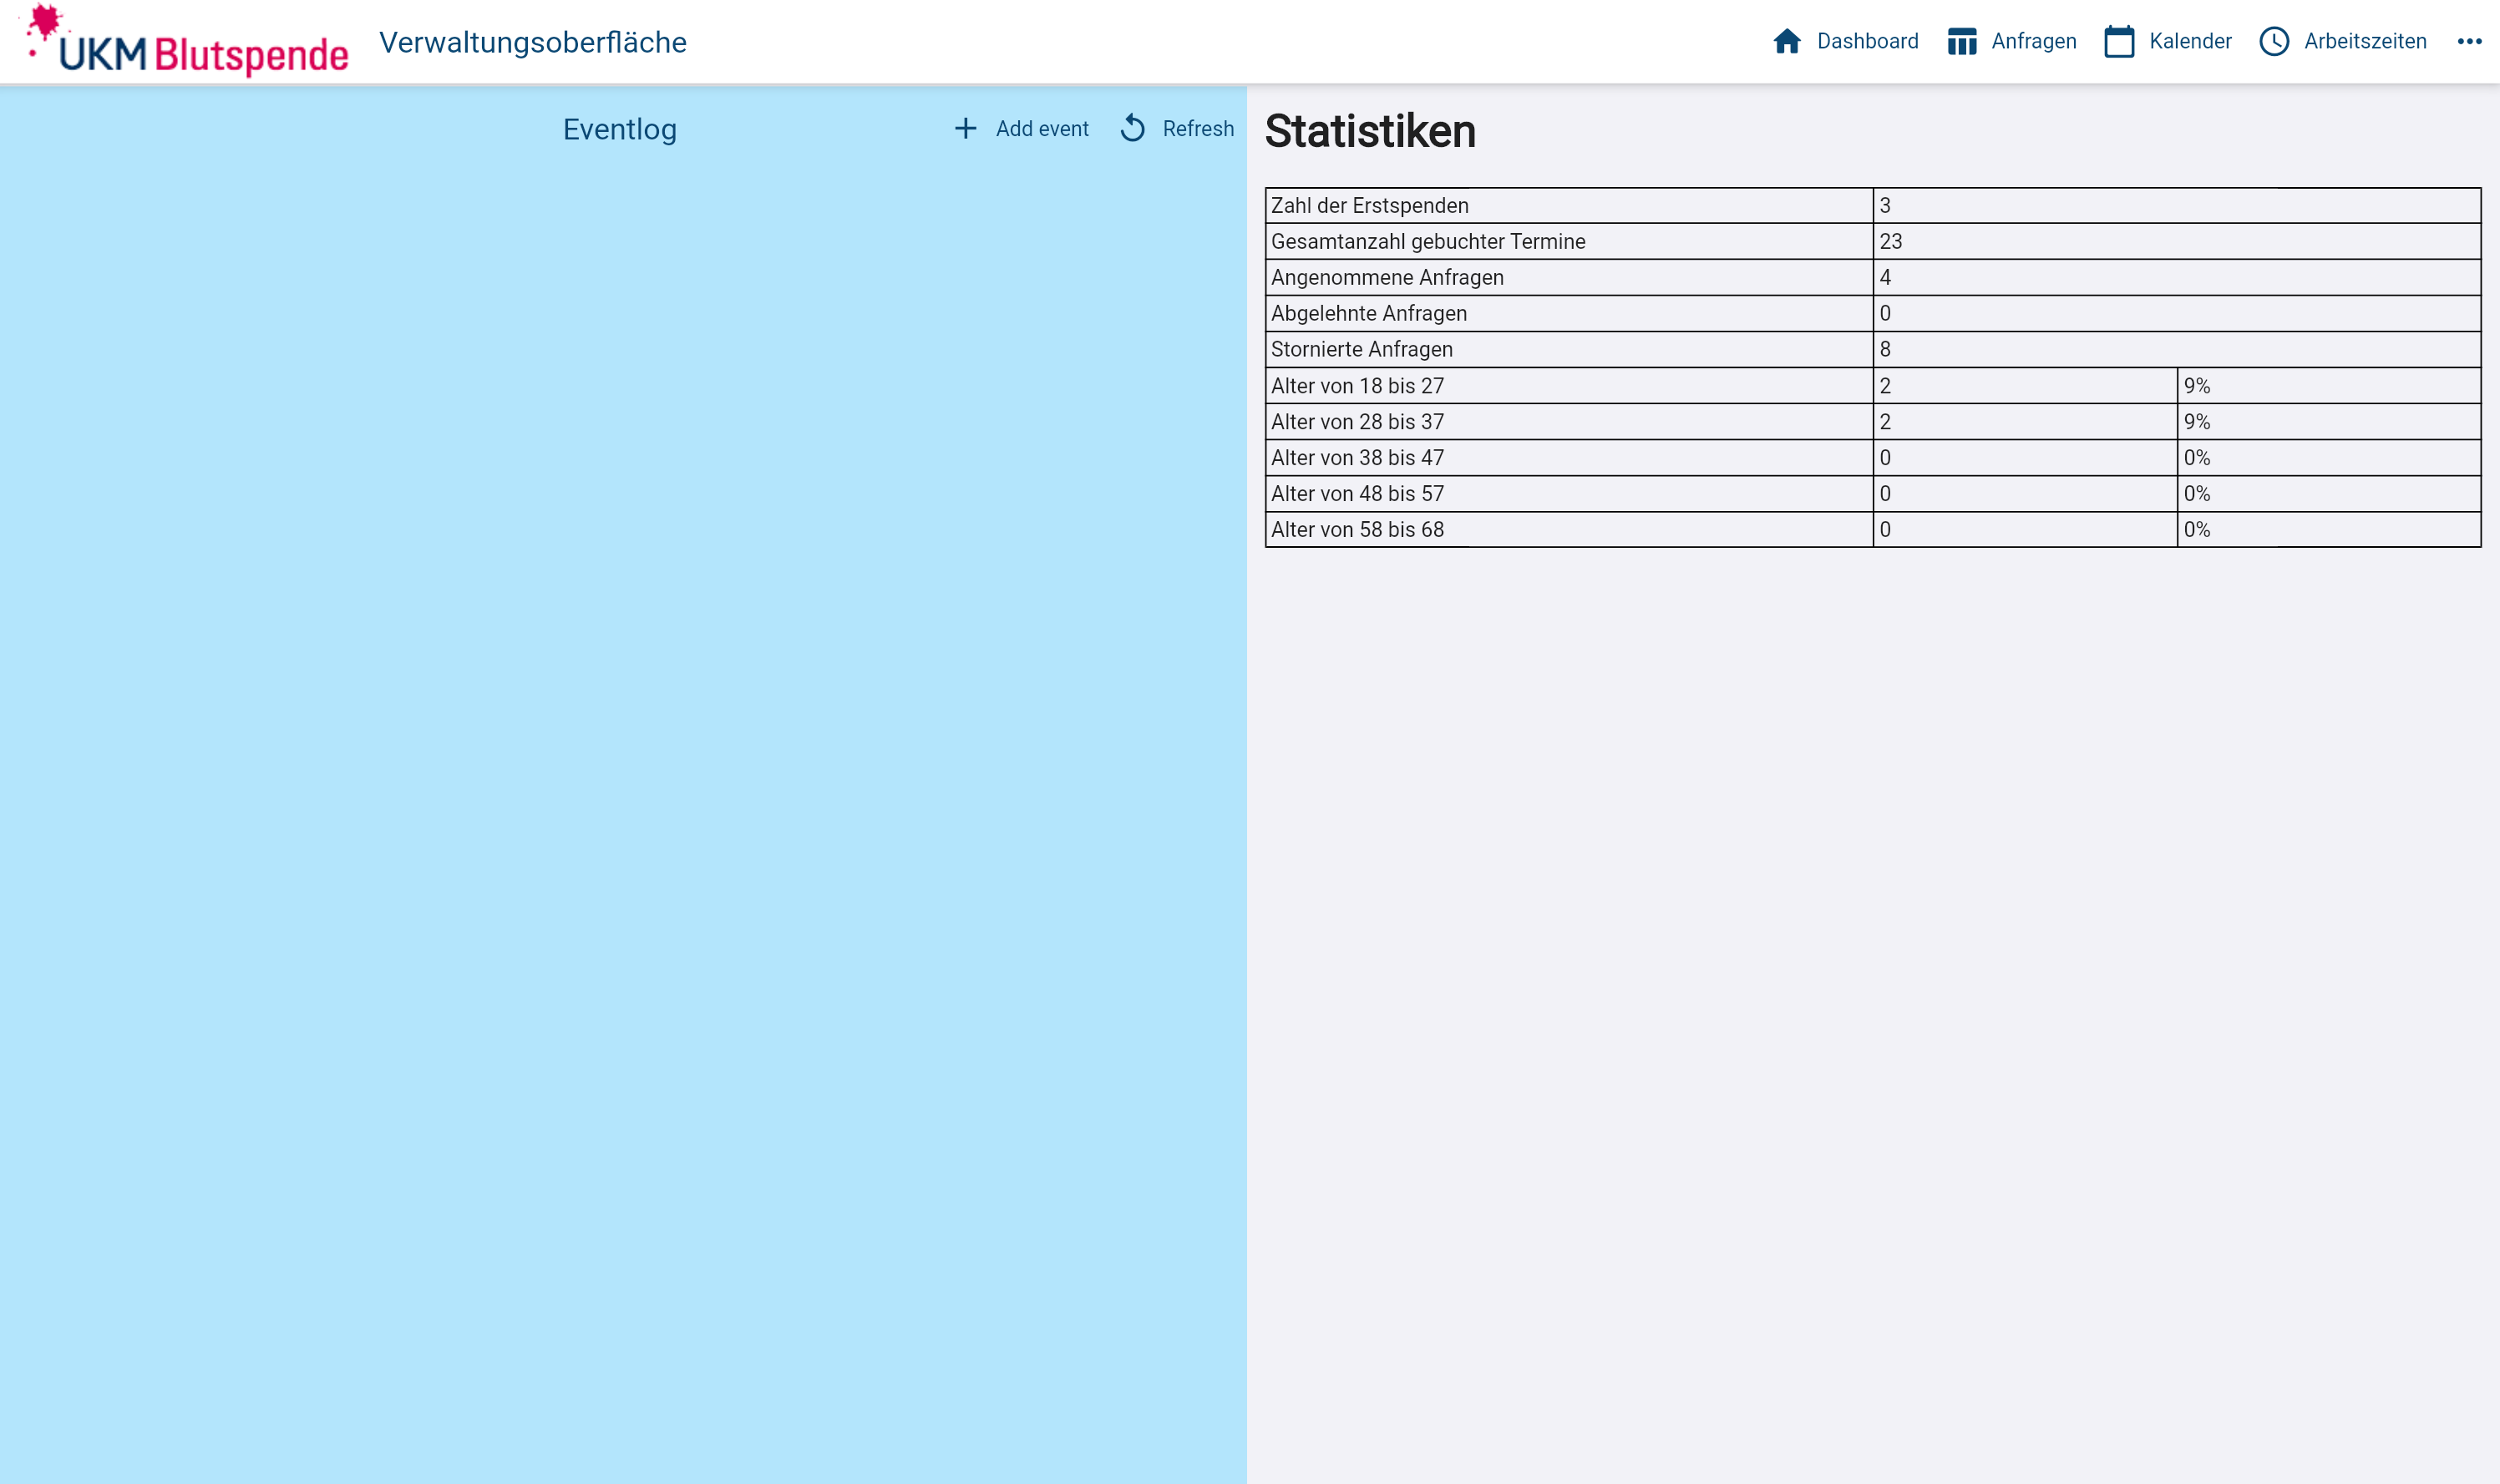 UKM Blutspende Verwaltungsoberfläche Dashboard Anfragen Kalender Arbeitszeiten
Eventlog Add event Refresh
Statistiken
Zahl der Erstspenden 3
Gesamtanzahl gebuchter Termine 23
Angenommene Anfragen 4
Abgelehnte Anfragen 0
Stornierte Anfragen 8
Alter von 18 bis 27 2 9%
Alter von 28 bis 37 2 9%
Alter von 38 bis 47 0 0%
Alter von 48 bis 57 0 0%
Alter von 58 bis 68 0 0%